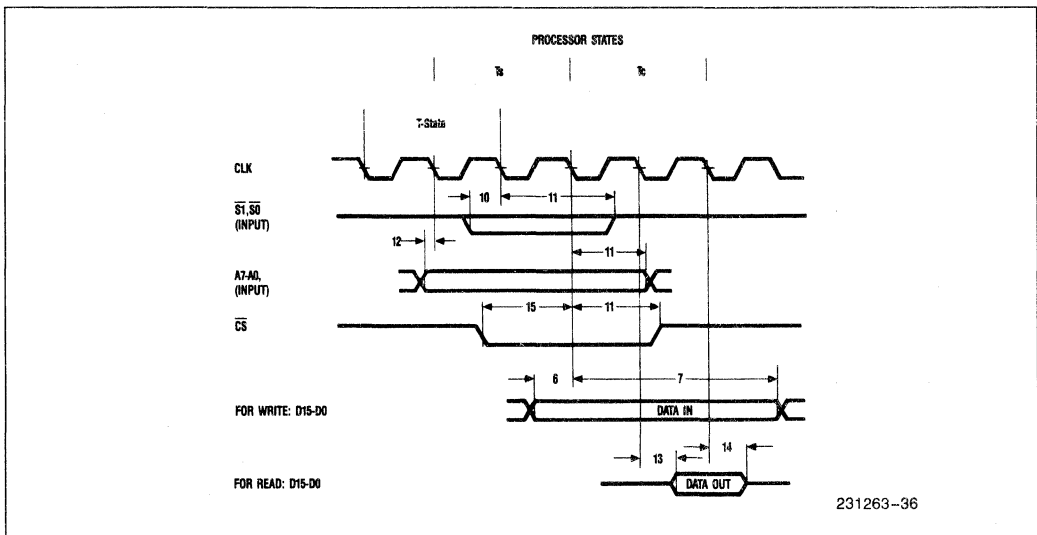 PROCESSOR STATES
Ts Tc
T-State
CLK
S1,S0
(INPUT)
10 11
12
11
A7-A0,
(INPUT)
15 11
CS
6 7
FOR WRITE: D15-D0 DATA IN
13 14
FOR READ: D15-D0 DATA OUT
231263-36